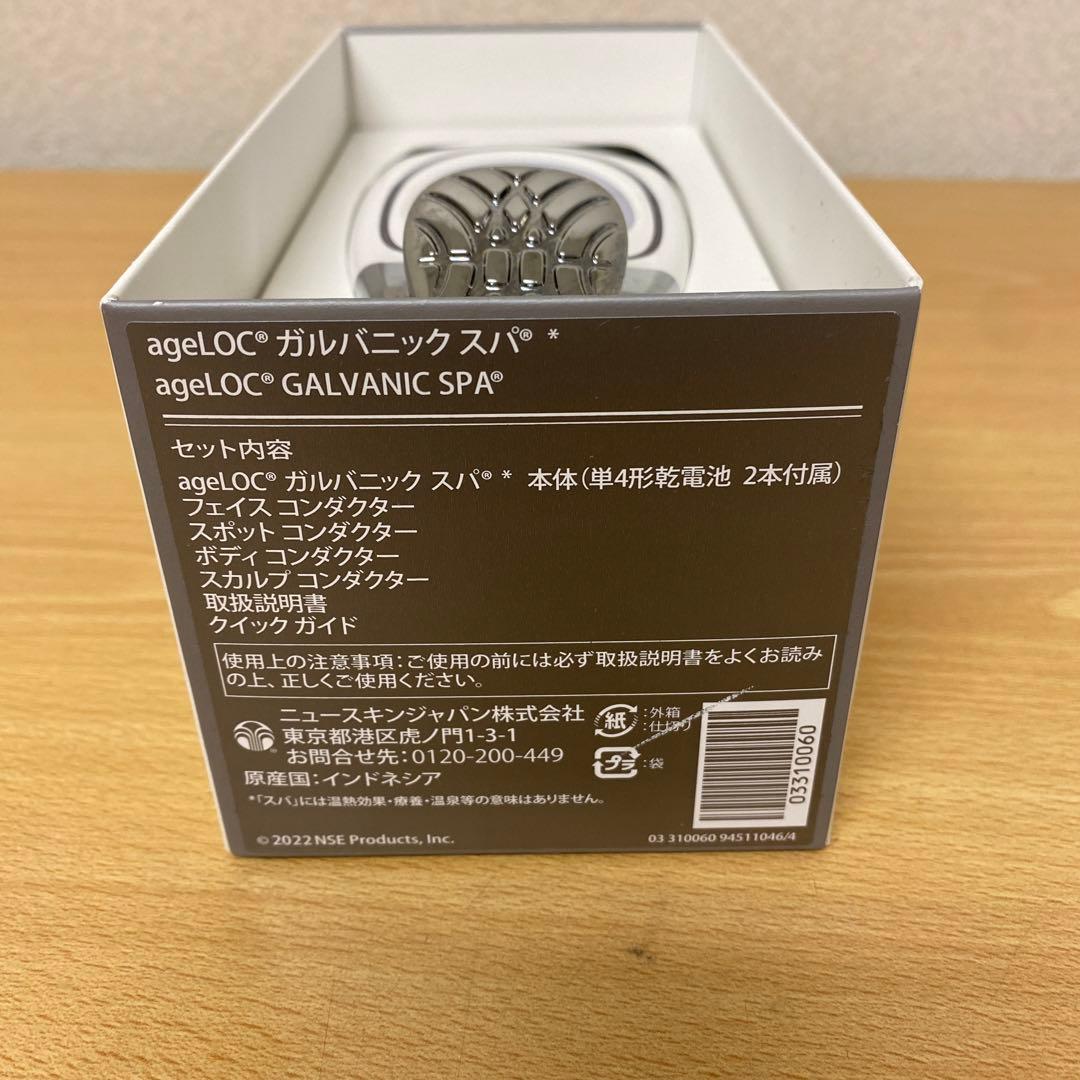 ageLOC® ガルバニック スパ® *
ageLOC® GALVANIC SPA®
セット内容
ageLOC® ガルバニック スパ® * 本体(単4形乾電池 2本付属)
フェイス コンダクター
スポット コンダクター
ボディ コンダクター
スカルプ コンダクター
取扱説明書
クイック ガイド
使用上の注意事項:ご使用の前には必ず取扱説明書をよくお読み
の上、正しくご使用ください。
ニュースキンジャパン株式会社
東京都港区虎ノ門1-3-1
お問合せ先:0120-200-449
原産国:インドネシア
*「スパ」には温熱効果・療養・温泉等の意味はありません。
紙:外箱
:仕切り
プラ:袋
03310060
©2022 NSE Products, Inc.
03 310060 94511046/4